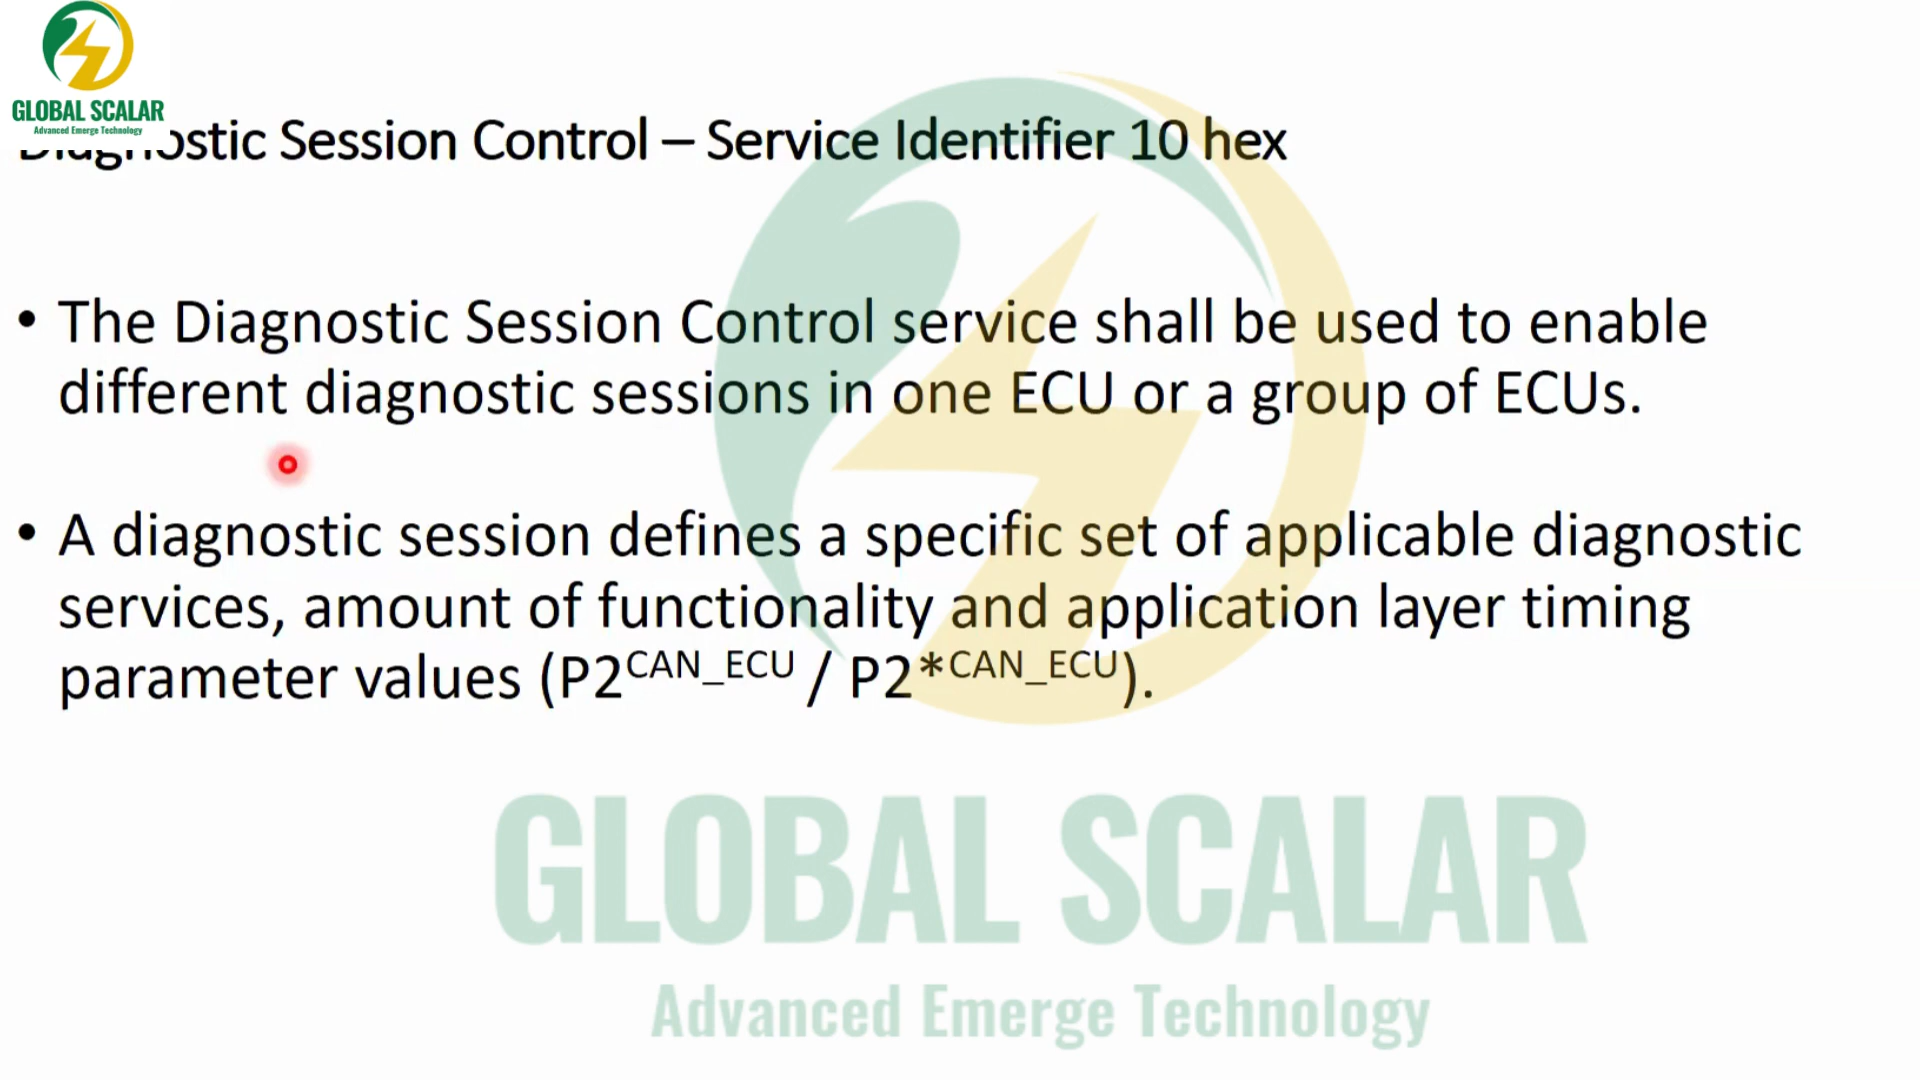 GLOBAL SCALAR
Advanced Emerge Technology
Diagnostic Session Control – Service Identifier 10 hex
• The Diagnostic Session Control service shall be used to enable
different diagnostic sessions in one ECU or a group of ECUs.
• A diagnostic session defines a specific set of applicable diagnostic
services, amount of functionality and application layer timing
parameter values (P2CAN_ECU / P2*CAN_ECU).
GLOBAL SCALAR
Advanced Emerge Technology